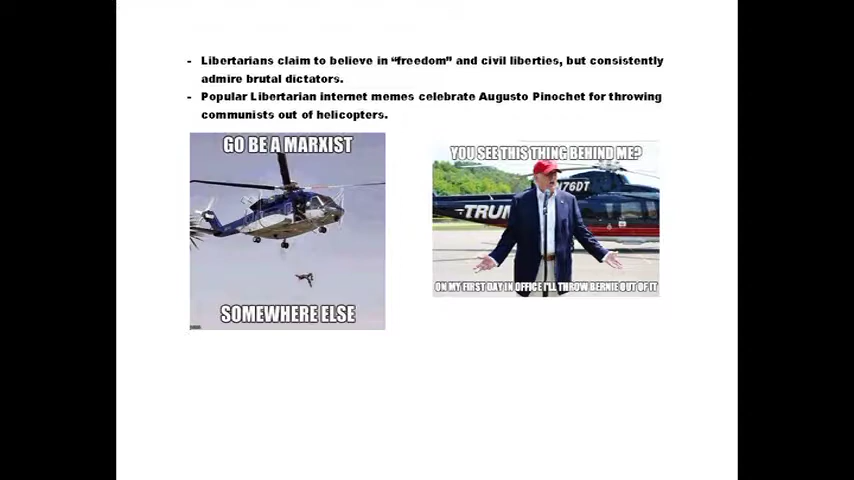 - Libertarians claim to believe in “freedom” and civil liberties, but consistently
admire brutal dictators.
- Popular Libertarian internet memes celebrate Augusto Pinochet for throwing
communists out of helicopters.
GO BE A MARXIST
SOMEWHERE ELSE
YOU SEE THIS THING BEHIND ME?
N76DT
TRUM
ON MY FIRST DAY IN OFFICE I'LL THROW BERNIE OUT OF IT